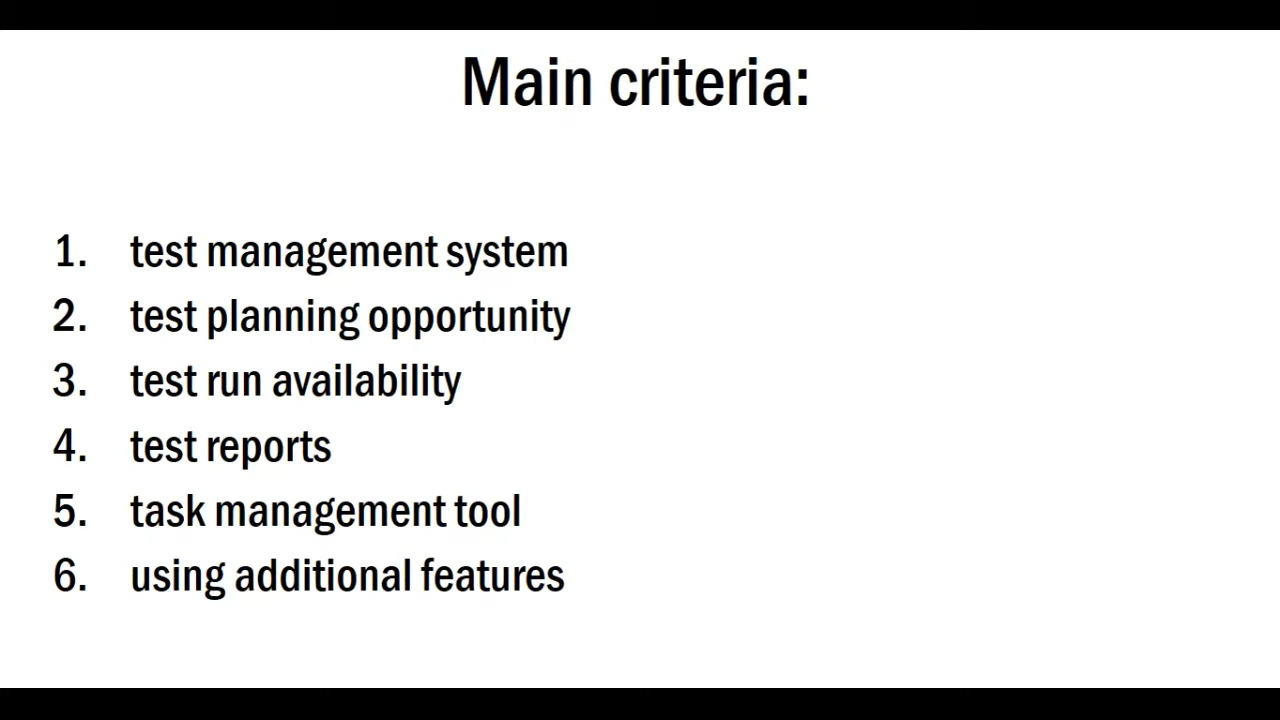 Main criteria:
1. test management system
2. test planning opportunity
3. test run availability
4. test reports
5. task management tool
6. using additional features